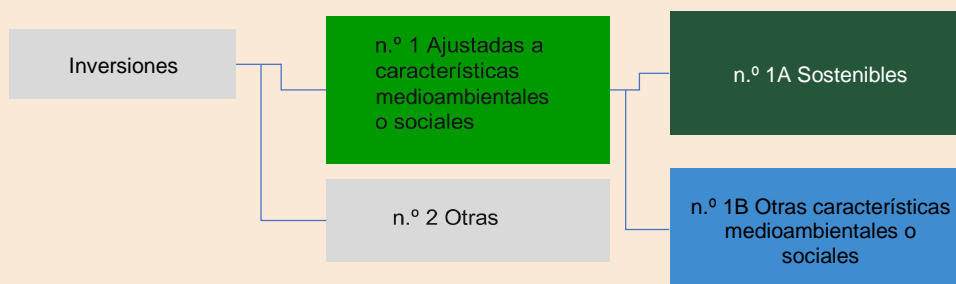 Inversiones
n.º 1 Ajustadas a
características
medioambientales
o sociales
n.º 2 Otras
n.º 1A Sostenibles
n.º 1B Otras características
medioambientales o
sociales